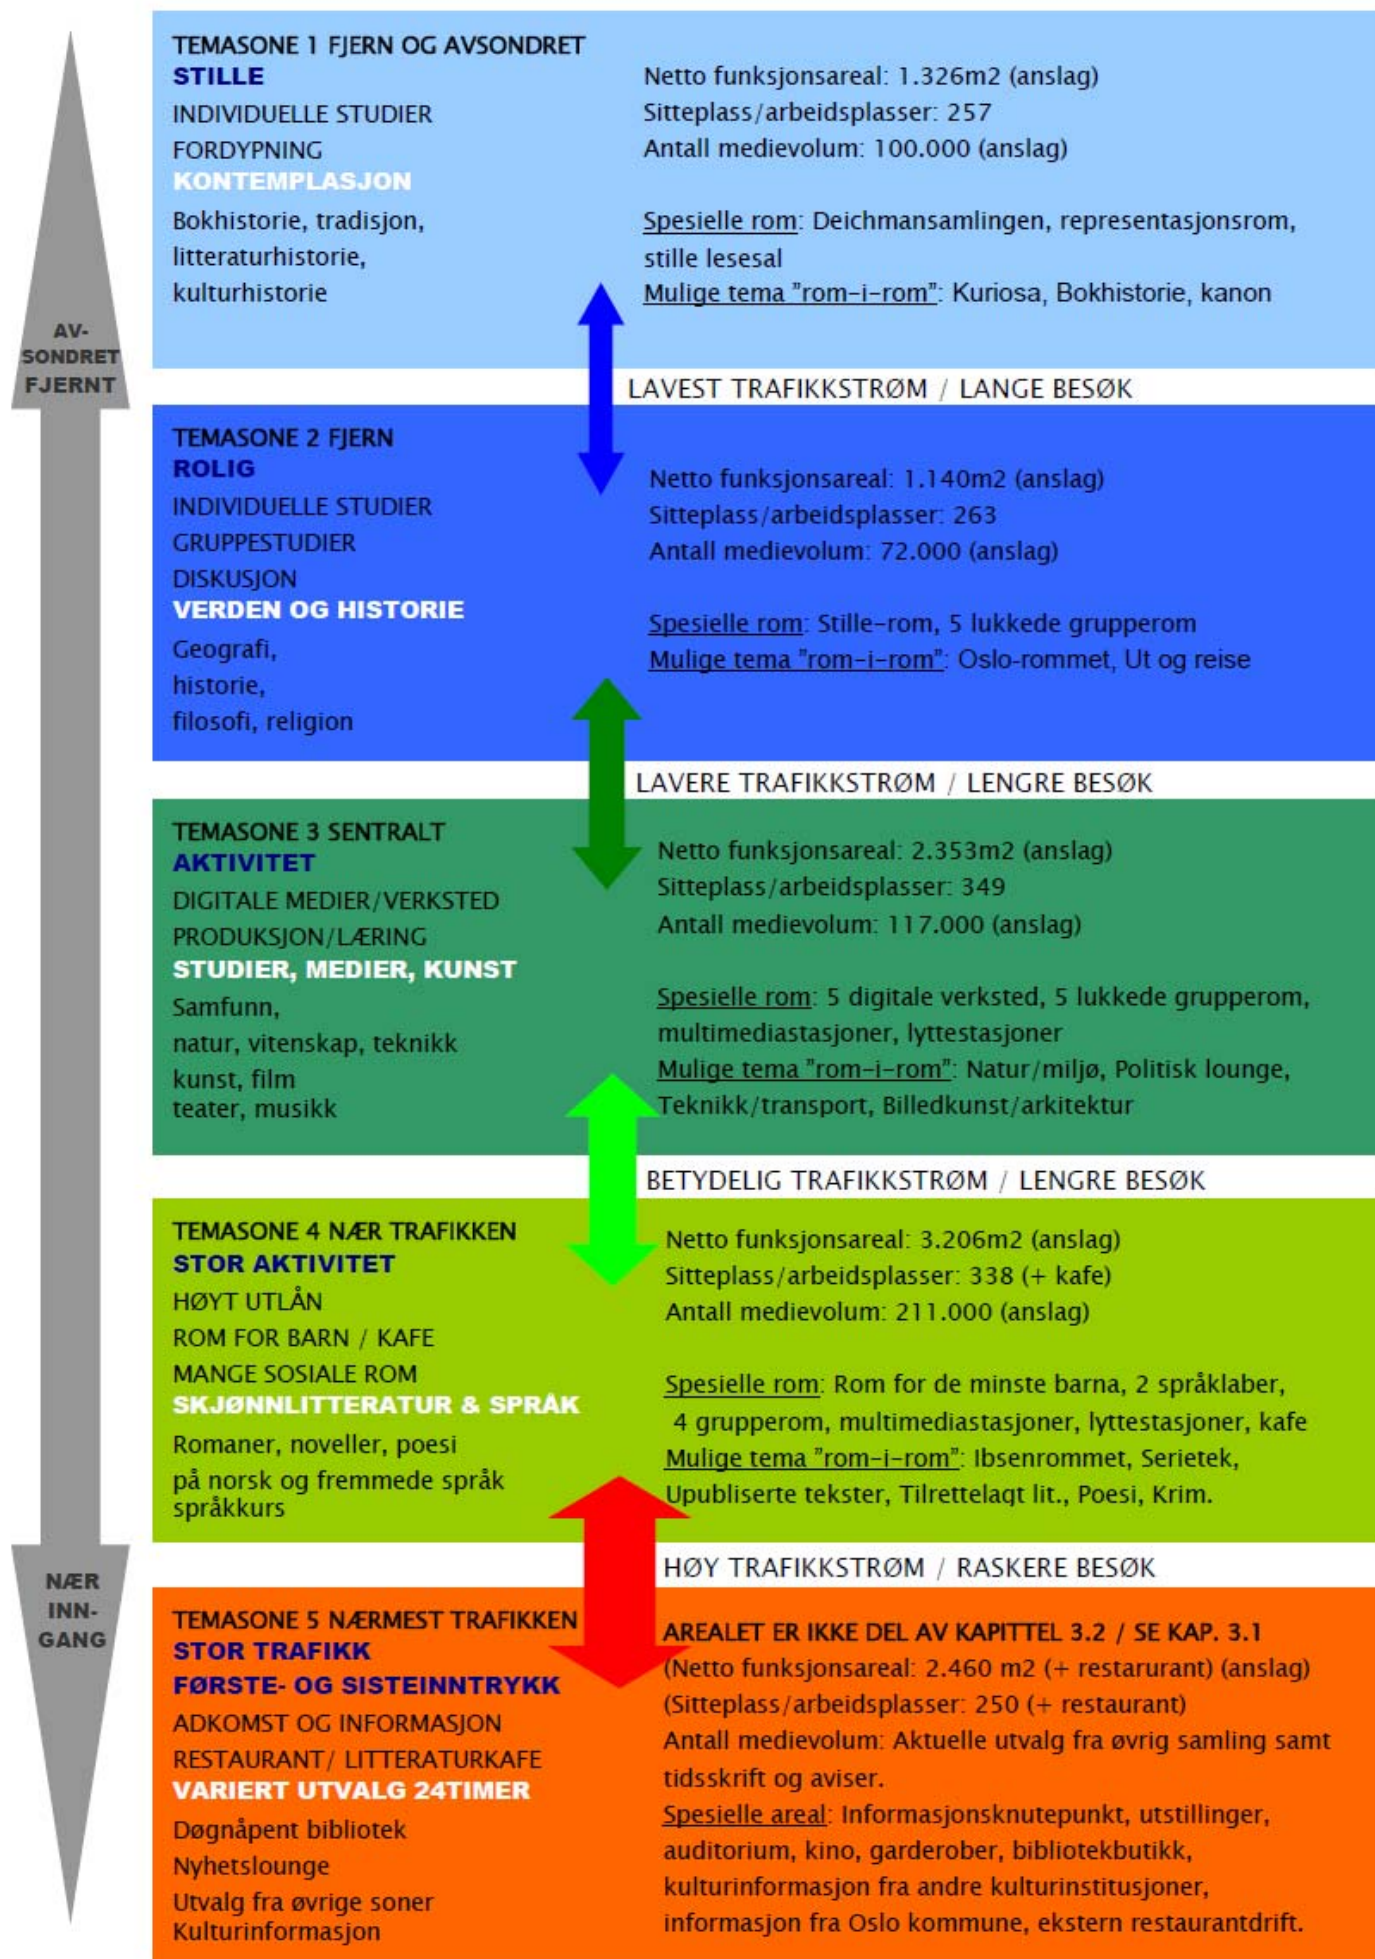 AV-
SONDRET
FJERNT
NÆR
INN-
GANG
TEMASONE 1 FJERN OG AVSONDRET
STILLE
INDIVIDUELLE STUDIER
FORDYPNING
KONTEMPLASJON
Bokhistorie, tradisjon,
litteraturhistorie,
kulturhistorie
Netto funksjonsareal: 1.326m2 (anslag)
Sitteplass/arbeidsplasser: 257
Antall medievolum: 100.000 (anslag)
Spesielle rom: Deichmansamlingen, representasjonsrom,
stille lesesal
Mulige tema ”rom-i-rom”: Kuriosa, Bokhistorie, kanon
LAVEST TRAFIKKSTRØM / LANGE BESØK
TEMASONE 2 FJERN
ROLIG
INDIVIDUELLE STUDIER
GRUPPESTUDIER
DISKUSJON
VERDEN OG HISTORIE
Geografi,
historie,
filosofi, religion
Netto funksjonsareal: 1.140m2 (anslag)
Sitteplass/arbeidsplasser: 263
Antall medievolum: 72.000 (anslag)
Spesielle rom: Stille-rom, 5 lukkede grupperom
Mulige tema ”rom-i-rom”: Oslo-rommet, Ut og reise
LAVERE TRAFIKKSTRØM / LENGRE BESØK
TEMASONE 3 SENTRALT
AKTIVITET
DIGITALE MEDIER/VERKSTED
PRODUKSJON/LÆRING
STUDIER, MEDIER, KUNST
Samfunn,
natur, vitenskap, teknikk
kunst, film
teater, musikk
Netto funksjonsareal: 2.353m2 (anslag)
Sitteplass/arbeidsplasser: 349
Antall medievolum: 117.000 (anslag)
Spesielle rom: 5 digitale verksted, 5 lukkede grupperom,
multimediastasjoner, lyttestasjoner
Mulige tema ”rom-i-rom”: Natur/miljø, Politisk lounge,
Teknikk/transport, Billedkunst/arkitektur
BETYDELIG TRAFIKKSTRØM / LENGRE BESØK
TEMASONE 4 NÆR TRAFIKKEN
STOR AKTIVITET
HØYT UTLÅN
ROM FOR BARN / KAFE
MANGE SOSIALE ROM
SKJØNNLITTERATUR & SPRÅK
Romaner, noveller, poesi
på norsk og fremmede språk
språkkurs
Netto funksjonsareal: 3.206m2 (anslag)
Sitteplass/arbeidsplasser: 338 (+ kafe)
Antall medievolum: 211.000 (anslag)
Spesielle rom: Rom for de minste barna, 2 språklaber,
4 grupperom, multimediastasjoner, lyttestasjoner, kafe
Mulige tema ”rom-i-rom”: Ibsenrommet, Serietek,
Upubliserte tekster, Tilrettelagt lit., Poesi, Krim.
HØY TRAFIKKSTRØM / RASKERE BESØK
TEMASONE 5 NÆRMEST TRAFIKKEN
STOR TRAFIKK
FØRSTE- OG SISTEINNTRYKK
ADKOMST OG INFORMASJON
RESTAURANT/ LITTERATURKAFE
VARIERT UTVALG 24TIMER
Døgnåpent bibliotek
Nyhetslounge
Utvalg fra øvrige soner
Kulturinformasjon
AREALET ER IKKE DEL AV KAPITTEL 3.2 / SE KAP. 3.1
(Netto funksjonsareal: 2.460 m2 (+ restarurant) (anslag)
(Sitteplass/arbeidsplasser: 250 (+ restaurant)
Antall medievolum: Aktuelle utvalg fra øvrig samling samt
tidsskrift og aviser.
Spesielle areal: Informasjonsknutepunkt, utstillinger,
auditorium, kino, garderober, bibliotekbutikk,
kulturinformasjon fra andre kulturinstitusjoner,
informasjon fra Oslo kommune, ekstern restaurantdrift.